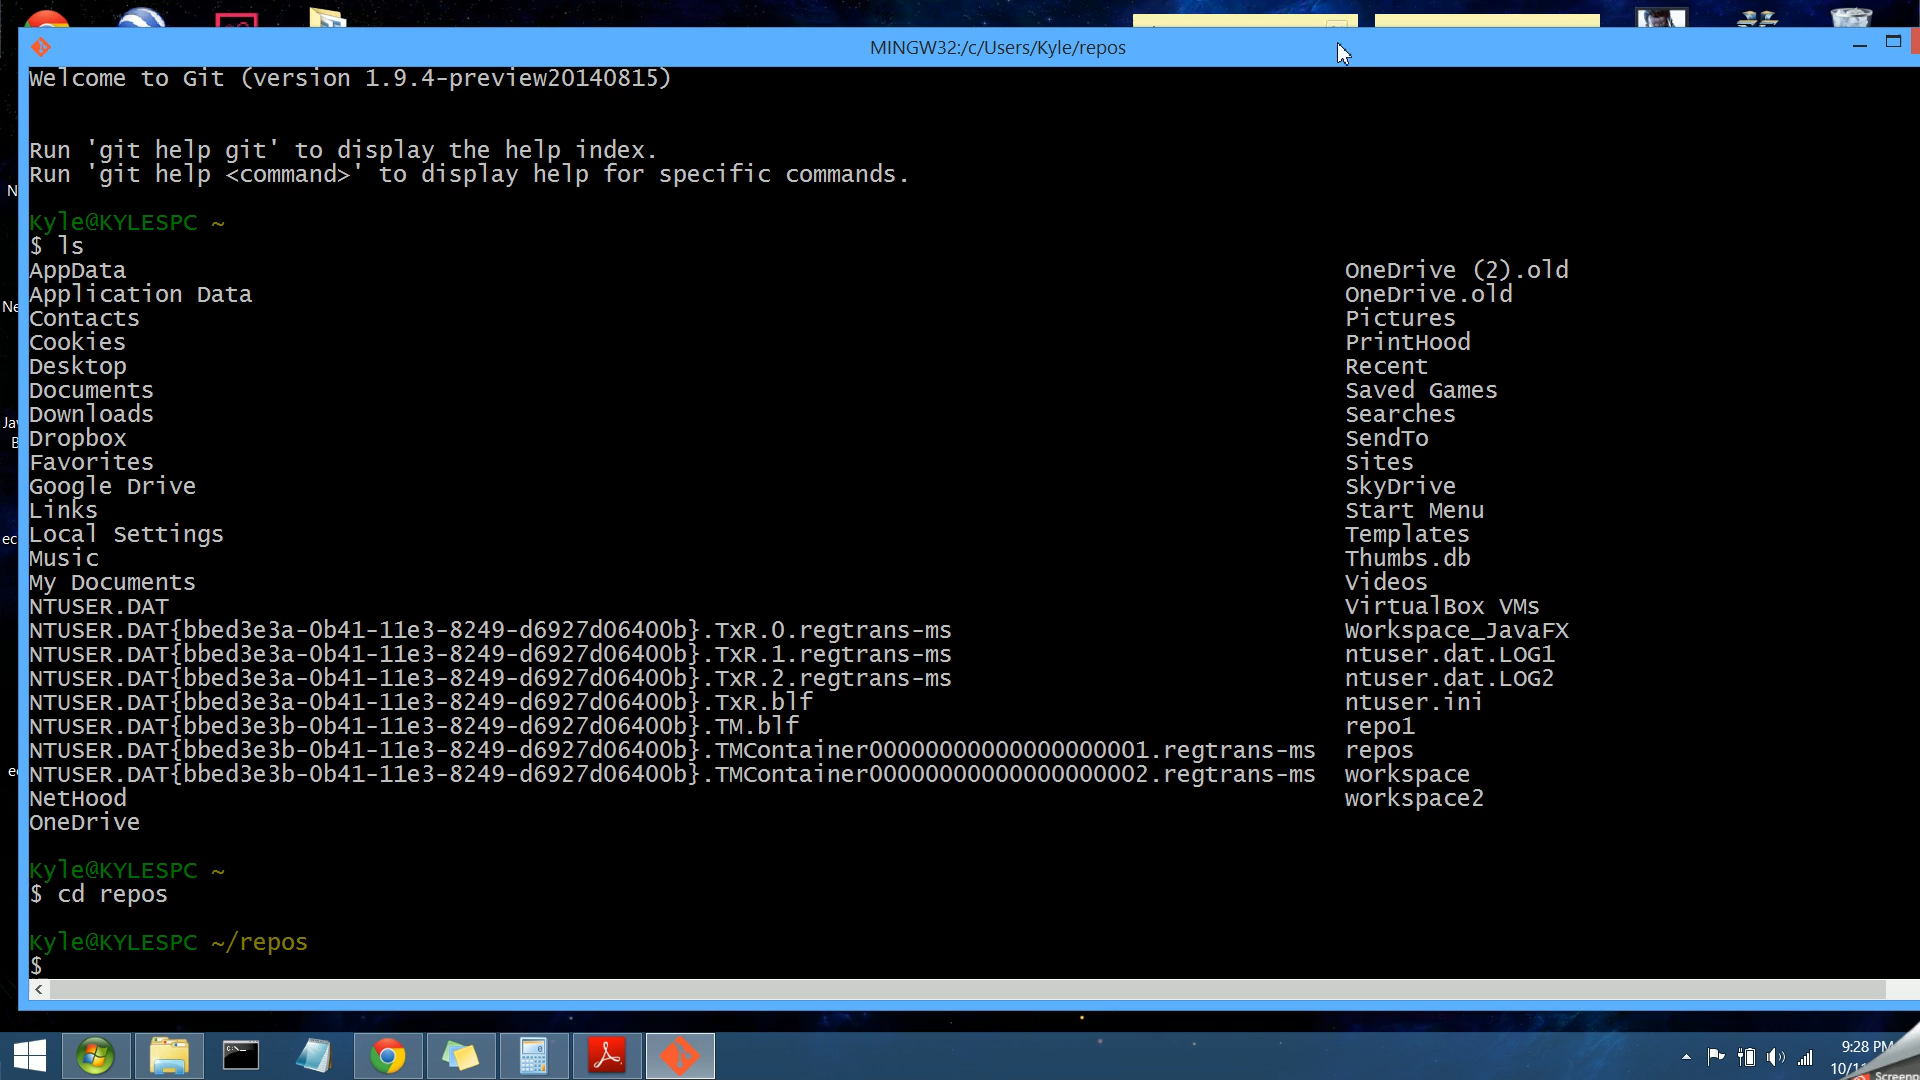 MINGW32:/c/Users/Kyle/repos
Welcome to Git (version 1.9.4-preview20140815)
Run 'git help git' to display the help index.
Run 'git help <command>' to display help for specific commands.
Kyle@KYLESPC ~
$ ls
AppData OneDrive (2).old
Application Data OneDrive.old
Contacts Pictures
Cookies PrintHood
Desktop Recent
Documents Saved Games
Downloads Searches
Dropbox SendTo
Favorites Sites
Google Drive SkyDrive
Links Start Menu
Local Settings Templates
Music Thumbs.db
My Documents Videos
NTUSER.DAT VirtualBox VMs
NTUSER.DAT{bbed3e3a-0b41-11e3-8249-d6927d06400b}.TxR.0.regtrans-ms Workspace_JavaFX
NTUSER.DAT{bbed3e3a-0b41-11e3-8249-d6927d06400b}.TxR.1.regtrans-ms ntuser.dat.LOG1
NTUSER.DAT{bbed3e3a-0b41-11e3-8249-d6927d06400b}.TxR.2.regtrans-ms ntuser.dat.LOG2
NTUSER.DAT{bbed3e3a-0b41-11e3-8249-d6927d06400b}.TxR.blf ntuser.ini
NTUSER.DAT{bbed3e3b-0b41-11e3-8249-d6927d06400b}.TM.blf repo1
NTUSER.DAT{bbed3e3b-0b41-11e3-8249-d6927d06400b}.TMContainer00000000000000000001.regtrans-ms repos
NTUSER.DAT{bbed3e3b-0b41-11e3-8249-d6927d06400b}.TMContainer00000000000000000002.regtrans-ms workspace
NetHood workspace2
OneDrive
Kyle@KYLESPC ~
$ cd repos
Kyle@KYLESPC ~/repos
$
9:28 PM